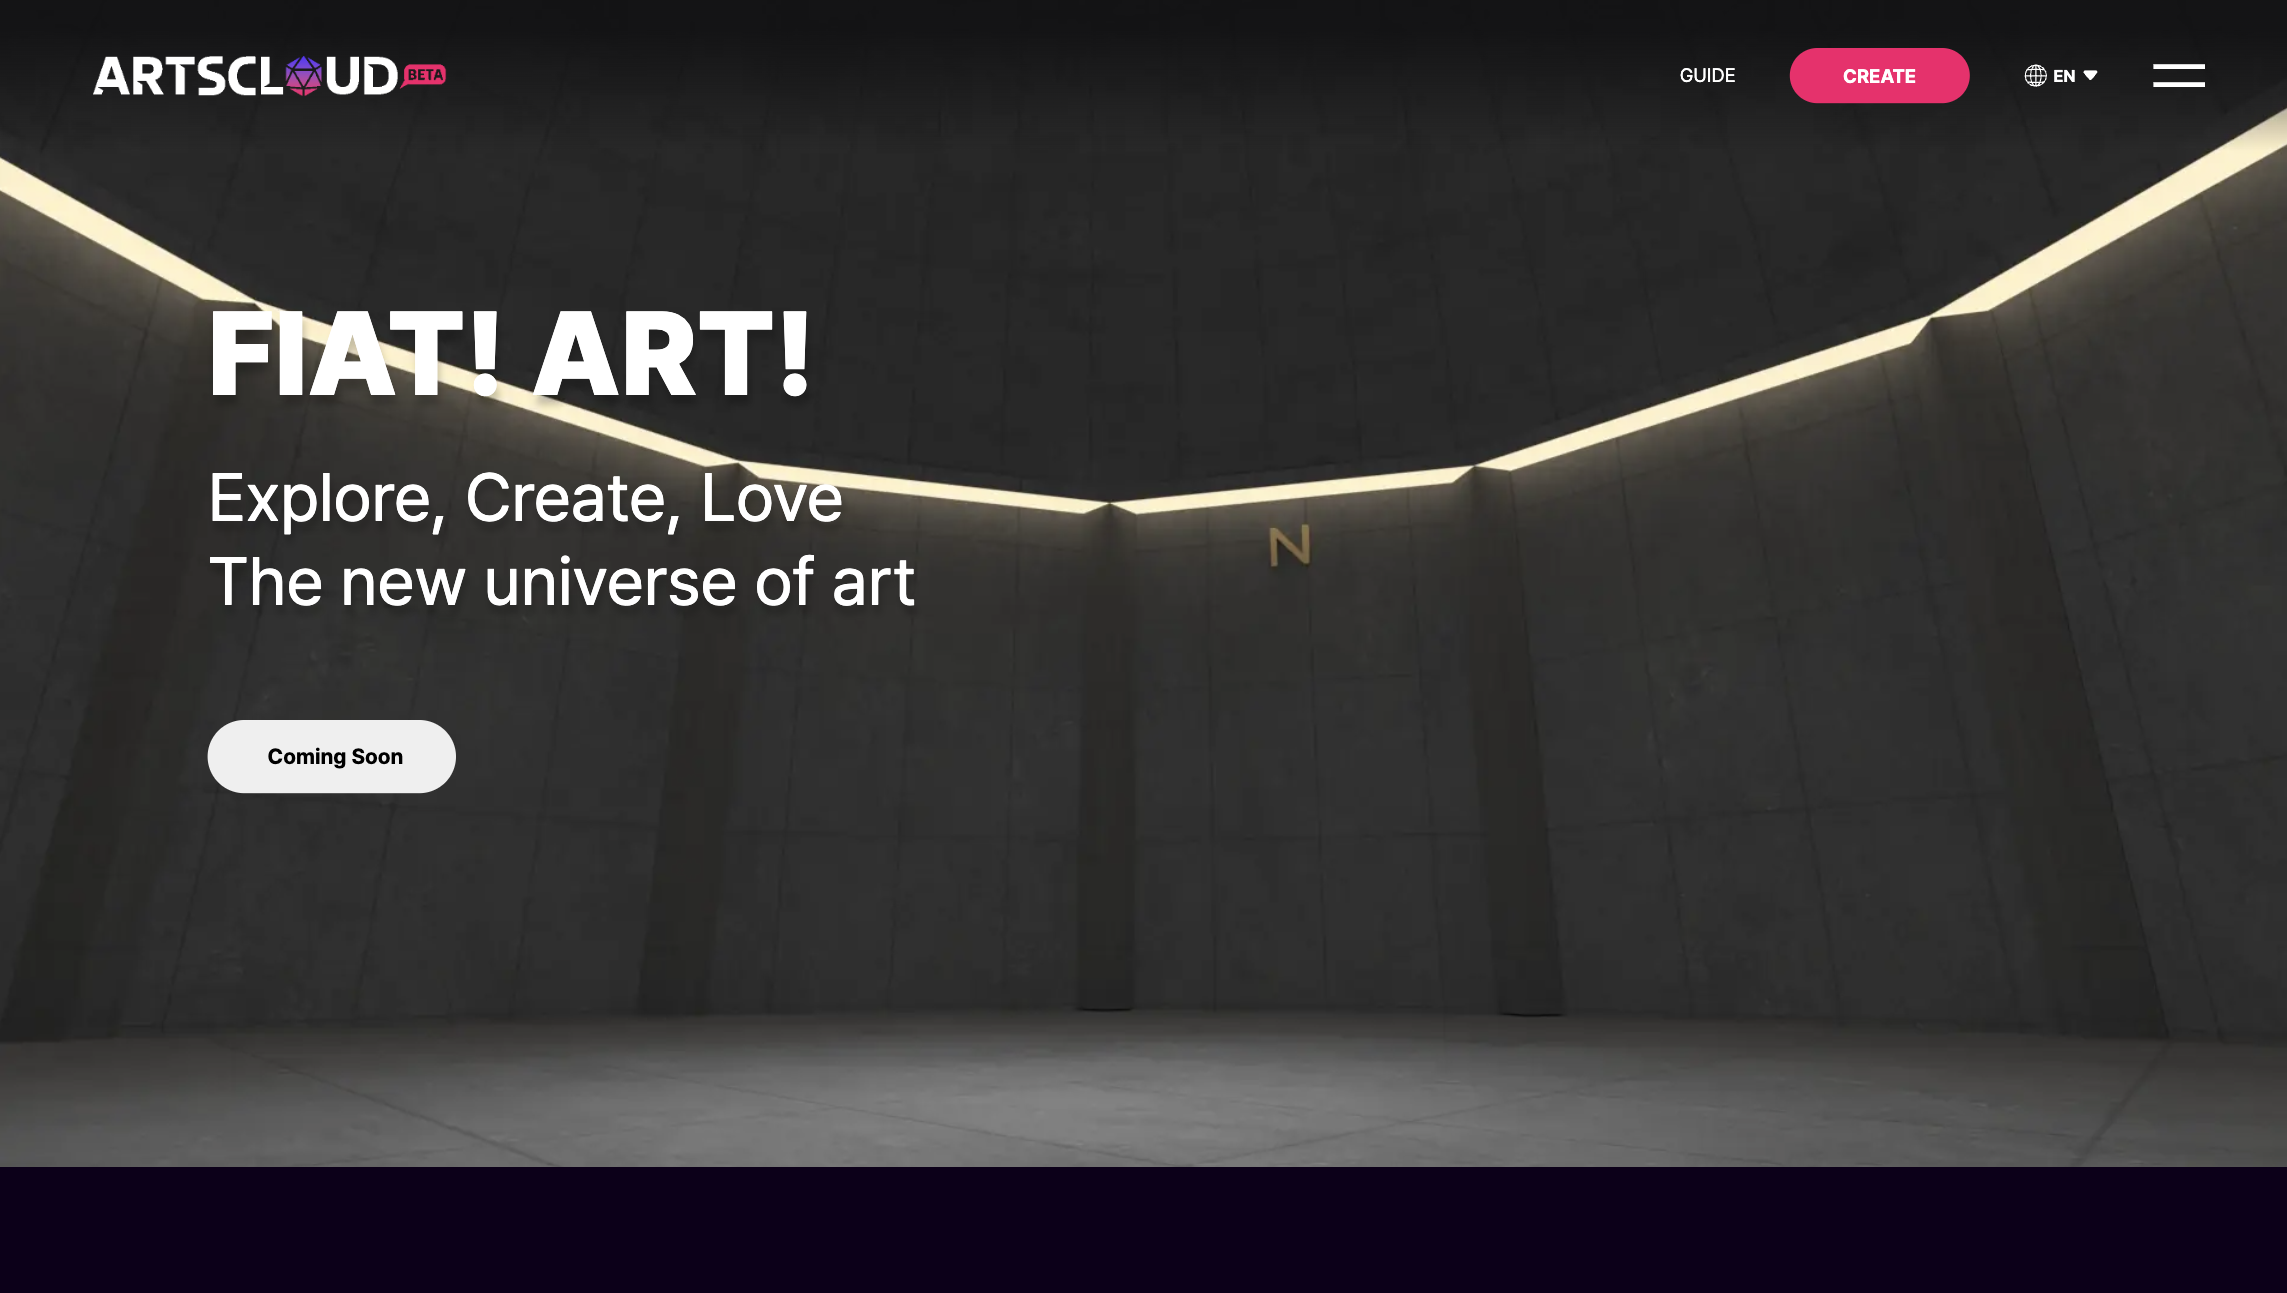 ARTSCLOUD BETA
GUIDE
CREATE
EN
FIAT! ART!
Explore, Create, Love
The new universe of art
N
Coming Soon